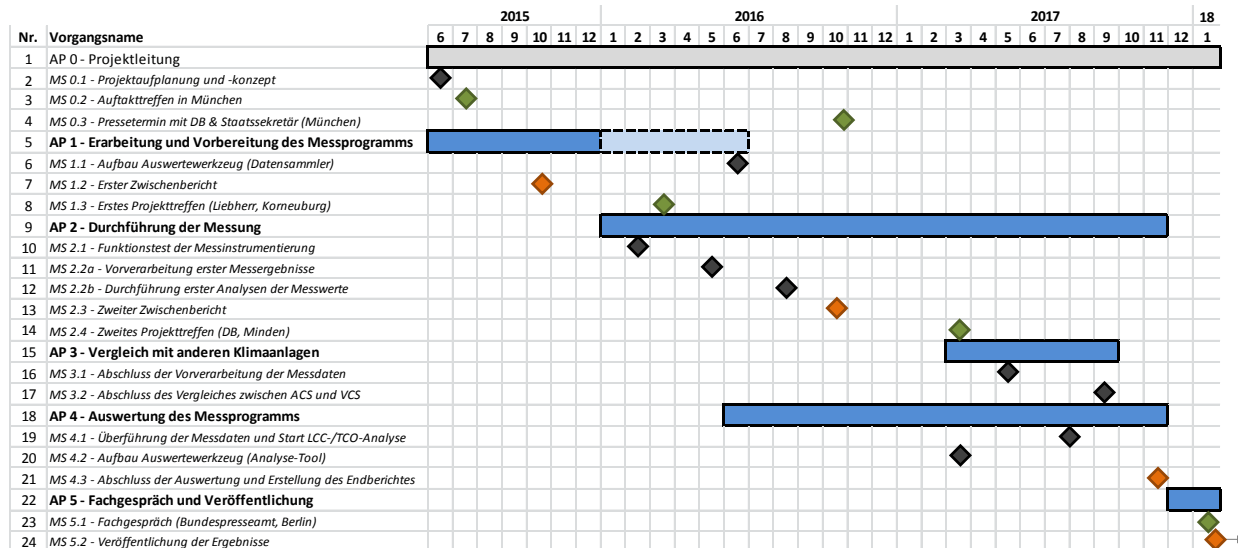 2015 2016 2017 18
Nr. Vorgangsname 6 7 8 9 10 11 12 1 2 3 4 5 6 7 8 9 10 11 12 1 2 3 4 5 6 7 8 9 10 11 12 1
1 AP 0 - Projektleitung
2 MS 0.1 - Projektaufplanung und -konzept
3 MS 0.2 - Auftakttreffen in München
4 MS 0.3 - Pressetermin mit DB & Staatssekretär (München)
5 AP 1 - Erarbeitung und Vorbereitung des Messprogramms
6 MS 1.1 - Aufbau Auswertewerkzeug (Datensammler)
7 MS 1.2 - Erster Zwischenbericht
8 MS 1.3 - Erstes Projekttreffen (Liebherr, Korneuburg)
9 AP 2 - Durchführung der Messung
10 MS 2.1 - Funktionstest der Messinstrumentierung
11 MS 2.2a - Vorverarbeitung erster Messergebnisse
12 MS 2.2b - Durchführung erster Analysen der Messwerte
13 MS 2.3 - Zweiter Zwischenbericht
14 MS 2.4 - Zweites Projekttreffen (DB, Minden)
15 AP 3 - Vergleich mit anderen Klimaanlagen
16 MS 3.1 - Abschluss der Vorverarbeitung der Messdaten
17 MS 3.2 - Abschluss des Vergleiches zwischen ACS und VCS
18 AP 4 - Auswertung des Messprogramms
19 MS 4.1 - Überführung der Messdaten und Start LCC-/TCO-Analyse
20 MS 4.2 - Aufbau Auswertewerkzeug (Analyse-Tool)
21 MS 4.3 - Abschluss der Auswertung und Erstellung des Endberichtes
22 AP 5 - Fachgespräch und Veröffentlichung
23 MS 5.1 - Fachgespräch (Bundespresseamt, Berlin)
24 MS 5.2 - Veröffentlichung der Ergebnisse